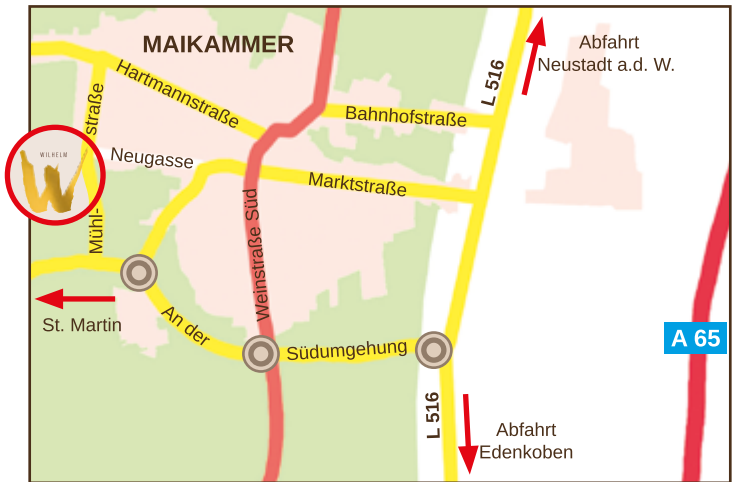 MAIKAMMER
Abfahrt
Neustadt a.d. W.
L 516
Hartmannstraße
Bahnhofstraße
straße
WILHELM
W
Neugasse
Marktstraße
Mühl-
Weinstraße Süd
St. Martin
An der
Südumgehung
A 65
L 516
Abfahrt
Edenkoben